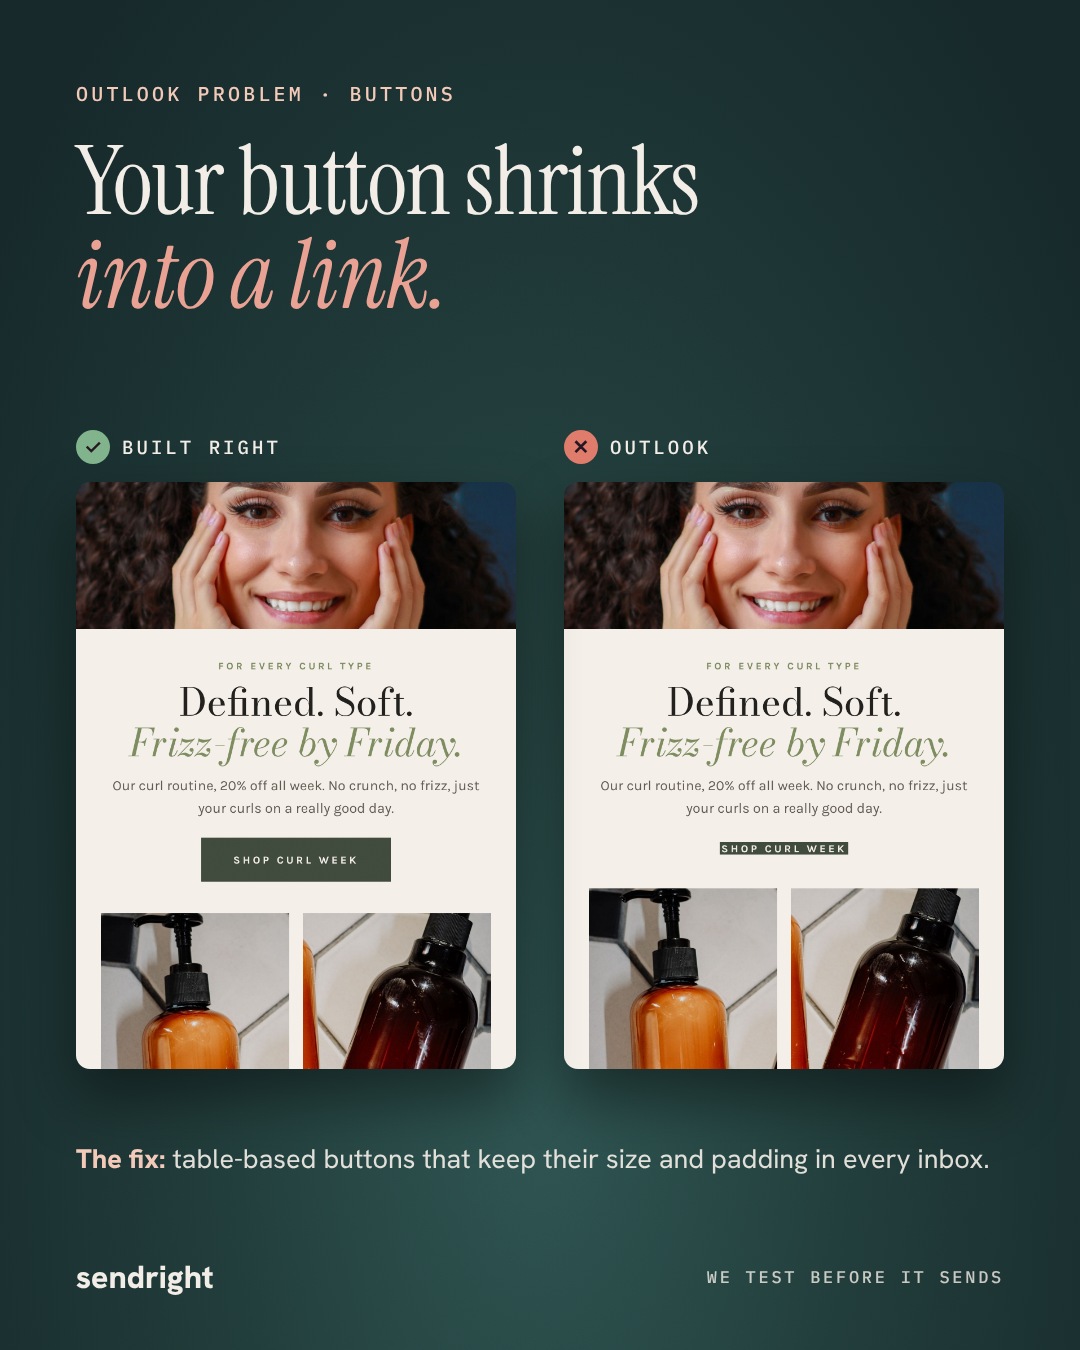 OUTLOOK PROBLEM · BUTTONS
Your button shrinks
into a link.
BUILT RIGHT
FOR EVERY CURL TYPE
Defined. Soft.
Frizz-free by Friday.
Our curl routine, 20% off all week. No crunch, no frizz, just
your curls on a really good day.
SHOP CURL WEEK
OUTLOOK
FOR EVERY CURL TYPE
Defined. Soft.
Frizz-free by Friday.
Our curl routine, 20% off all week. No crunch, no frizz, just
your curls on a really good day.
SHOP CURL WEEK
The fix: table-based buttons that keep their size and padding in every inbox.
sendright
WE TEST BEFORE IT SENDS